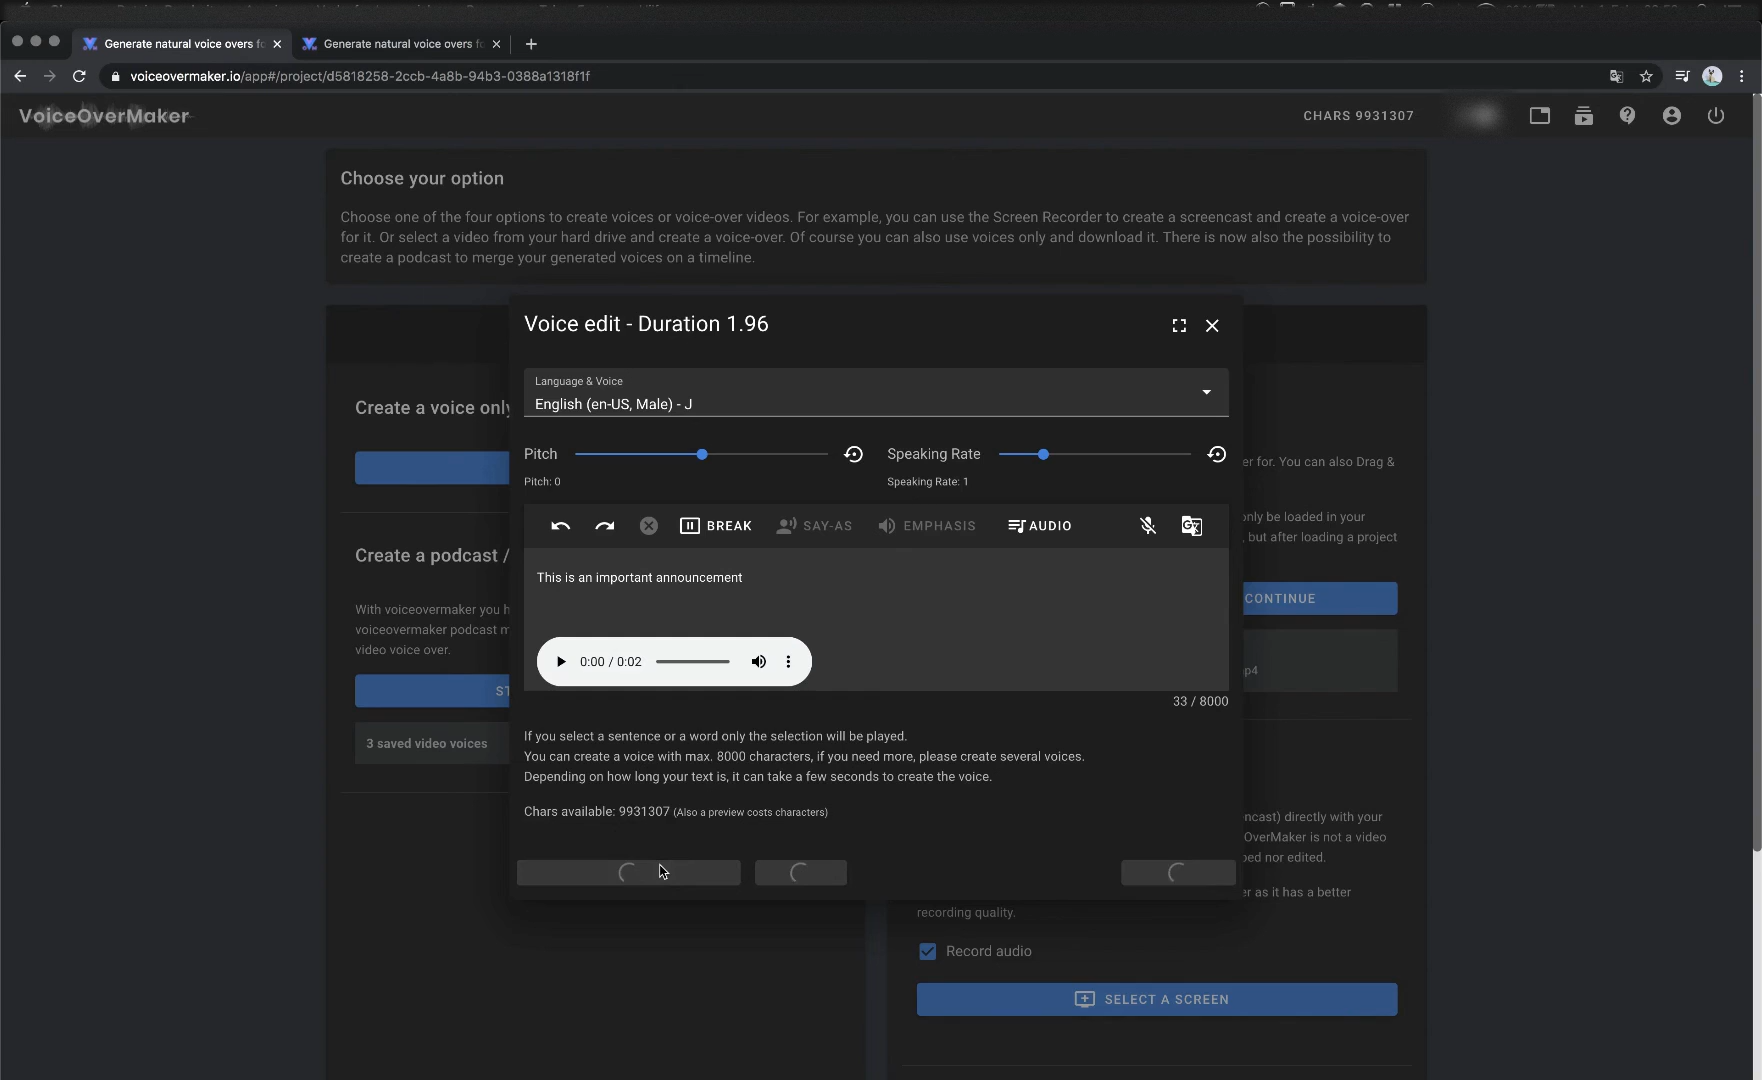 Generate natural voice overs fo
Generate natural voice overs fo
voiceovermaker.io/app#/project/d5818258-2ccb-4a8b-94b3-0388a1318f1f
VoiceOverMaker
CHARS 9931307
Choose your option
Choose one of the four options to create voices or voice-over videos. For example, you can use the Screen Recorder to create a screencast and create a voice-over
for it. Or select a video from your hard drive and create a voice-over. Of course you can also use voices only and download it. There is now also the possibility to
create a podcast to merge your generated voices on a timeline.
Create a voice only
Create a podcast /
With voiceovermaker you h
voiceovermaker podcast m
video voice over.
ST
3 saved video voices
Voice edit - Duration 1.96
Language & Voice
English (en-US, Male) - J
Pitch
Speaking Rate
Pitch: 0
Speaking Rate: 1
BREAK
SAY-AS
EMPHASIS
AUDIO
This is an important announcement
0:00 / 0:02
33 / 8000
If you select a sentence or a word only the selection will be played.
You can create a voice with max. 8000 characters, if you need more, please create several voices.
Depending on how long your text is, it can take a few seconds to create the voice.
Chars available: 9931307 (Also a preview costs characters)
er for. You can also Drag &
only be loaded in your
, but after loading a project
CONTINUE
p4
ncast) directly with your
OverMaker is not a video
ped nor edited.
er as it has a better
recording quality.
Record audio
SELECT A SCREEN